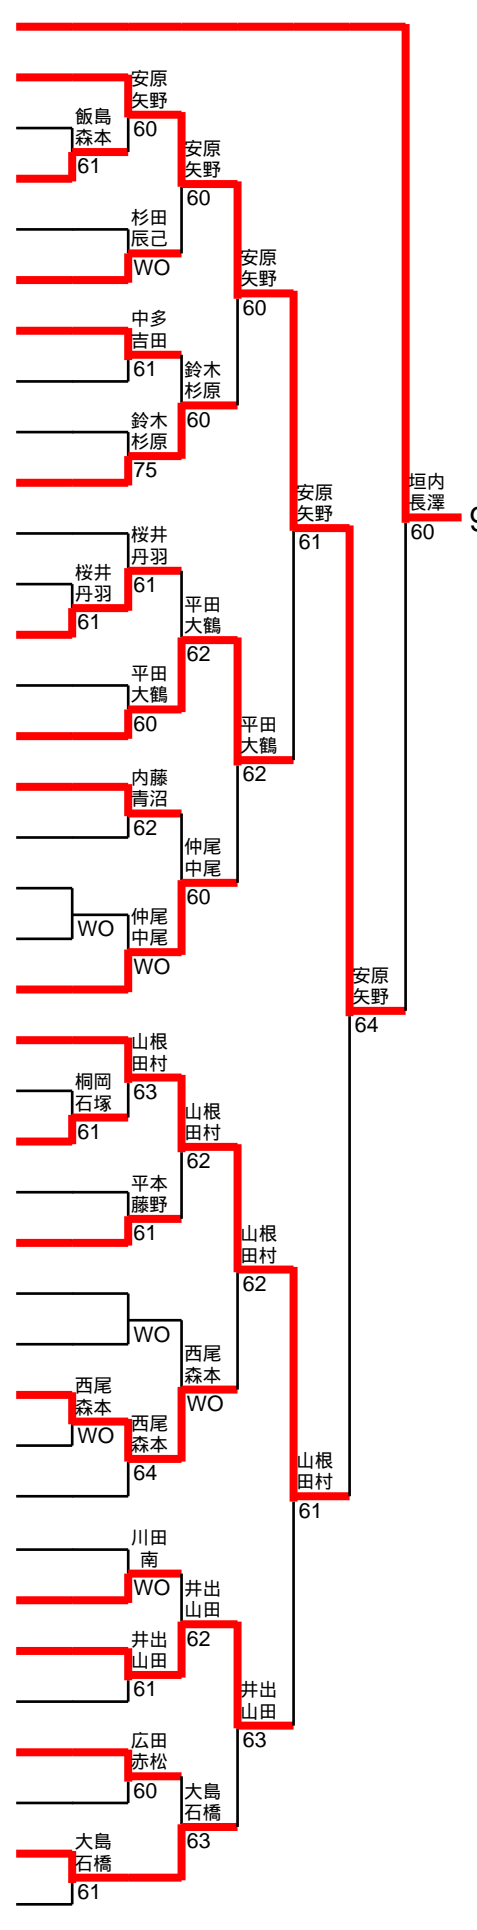 安原
矢野
60
飯島
森本
61
安原
矢野
60
杉田
辰己
WO
安原
矢野
60
中多
吉田
61
鈴木
杉原
60
鈴木
杉原
75
垣内
長澤
60
9
安原
矢野
61
桜井
丹羽
61
桜井
丹羽
61
平田
大鶴
62
平田
大鶴
60
平田
大鶴
62
内藤
青沼
62
仲尾
中尾
60
WO
仲尾
中尾
WO
安原
矢野
64
山根
田村
63
桐岡
石塚
61
山根
田村
62
平本
藤野
61
山根
田村
62
WO
西尾
森本
WO
西尾
森本
WO
西尾
森本
64
山根
田村
61
川田
南
WO
井出
山田
62
井出
山田
61
井出
山田
63
広田
赤松
60
大島
石橋
63
大島
石橋
61